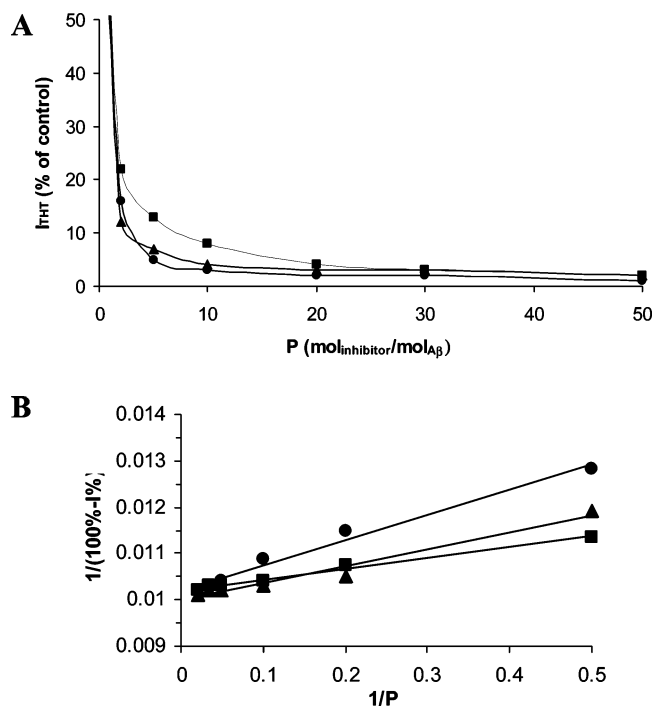 A
50
40
30
20
10
0
I_THT (% of control)
0 10 20 30 40 50
P (mol_inhibitor/mol_Aβ)
B
0.014
0.013
0.012
0.011
0.01
0.009
1/(100%-I%)
0 0.1 0.2 0.3 0.4 0.5
1/P